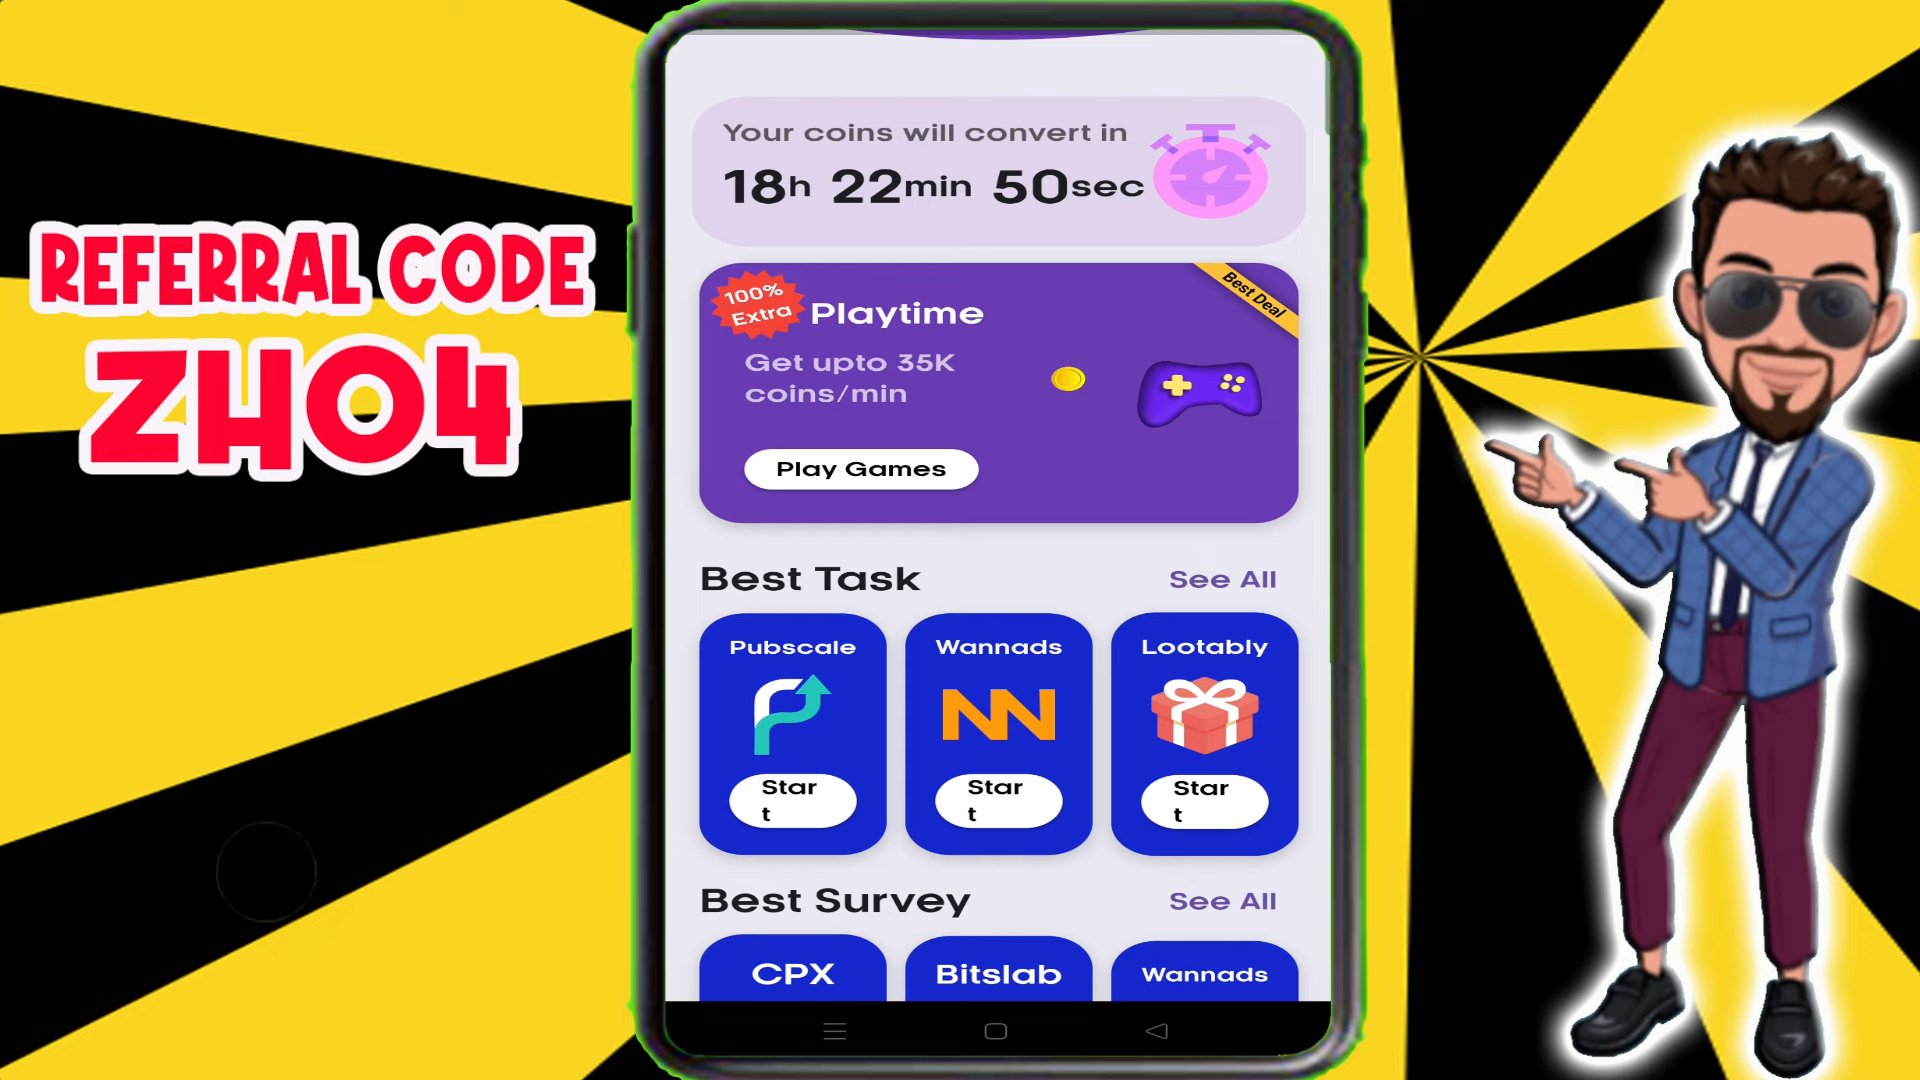 REFERRAL CODE
ZH04
Your coins will convert in
18h 22min 50sec
100%
Extra
Playtime
Best Deal
Get upto 35K
coins/min
Play Games
Best Task
See All
Pubscale
Wannads
Lootably
Star
t
Star
t
Star
t
Best Survey
See All
CPX
Bitslab
Wannads